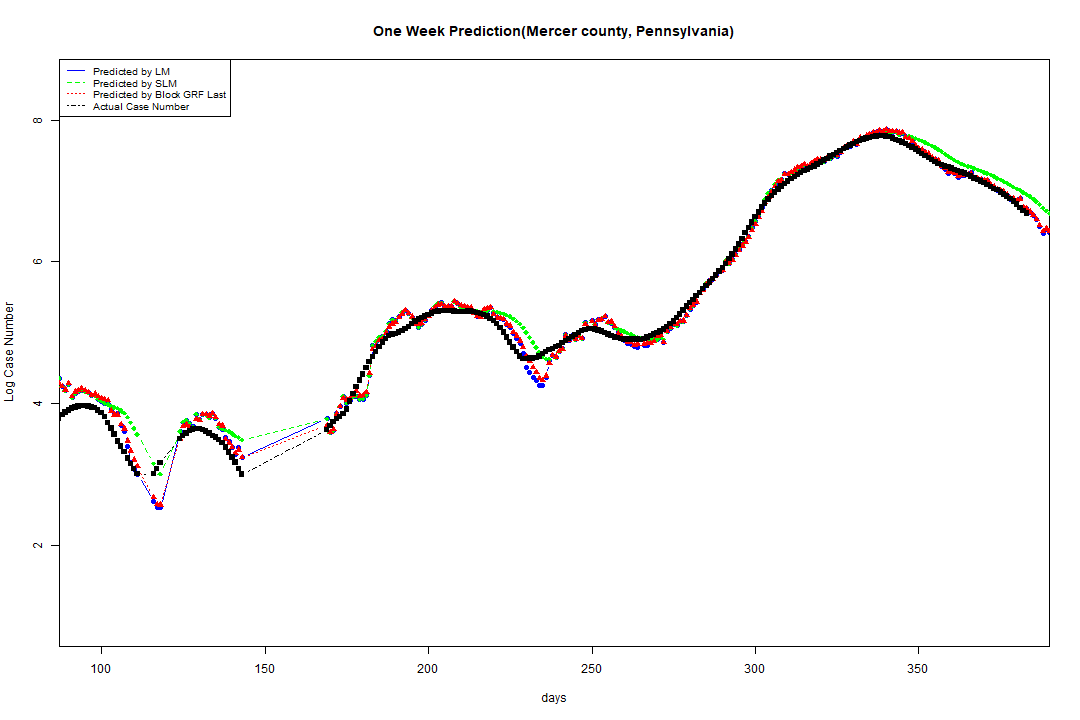 One Week Prediction(Mercer county, Pennsylvania)
Predicted by LM
Predicted by SLM
Predicted by Block GRF Last
Actual Case Number
8
6
4
2
Log Case Number
100 150 200 250 300 350
days